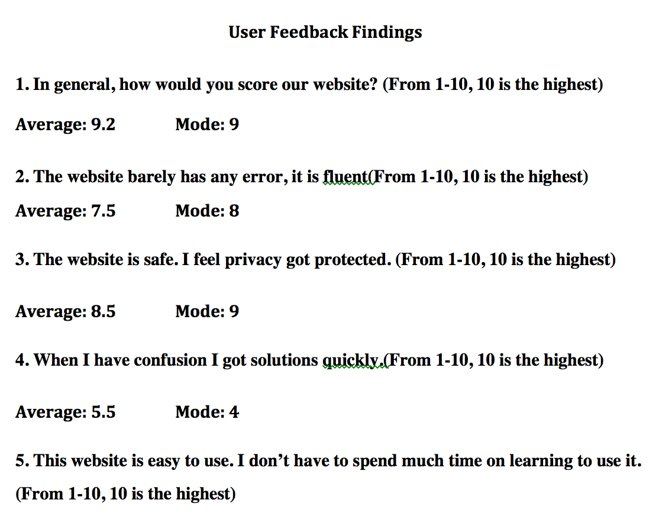 User Feedback Findings
1. In general, how would you score our website? (From 1-10, 10 is the highest)
Average: 9.2 Mode: 9
2. The website barely has any error, it is fluent(From 1-10, 10 is the highest)
Average: 7.5 Mode: 8
3. The website is safe. I feel privacy got protected. (From 1-10, 10 is the highest)
Average: 8.5 Mode: 9
4. When I have confusion I got solutions quickly.(From 1-10, 10 is the highest)
Average: 5.5 Mode: 4
5. This website is easy to use. I don’t have to spend much time on learning to use it.
(From 1-10, 10 is the highest)